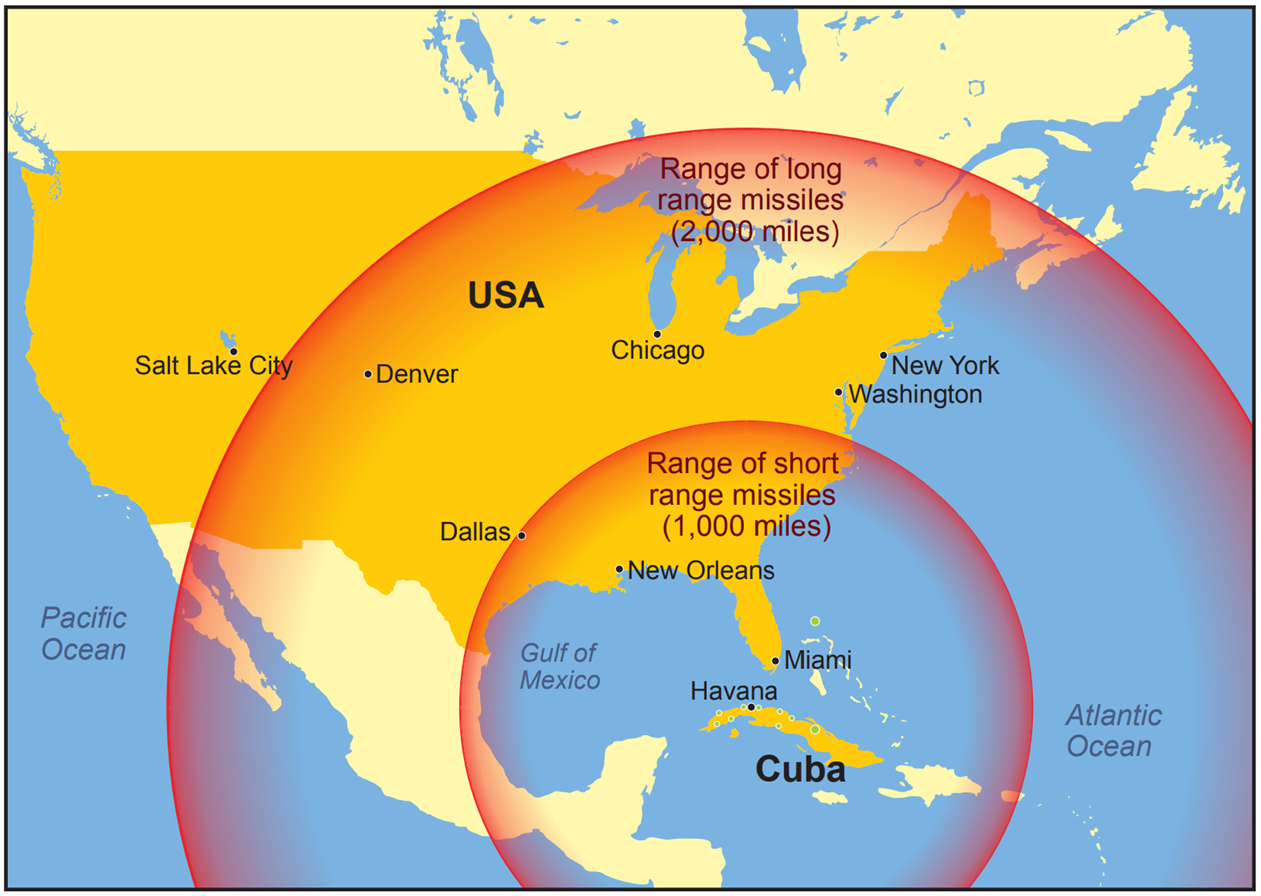 Range of long
range missiles
(2,000 miles)
USA
Chicago
Salt Lake City
Denver
New York
Washington
Range of short
range missiles
(1,000 miles)
Dallas
New Orleans
Pacific
Ocean
Gulf of
Mexico
Miami
Havana
Atlantic
Ocean
Cuba